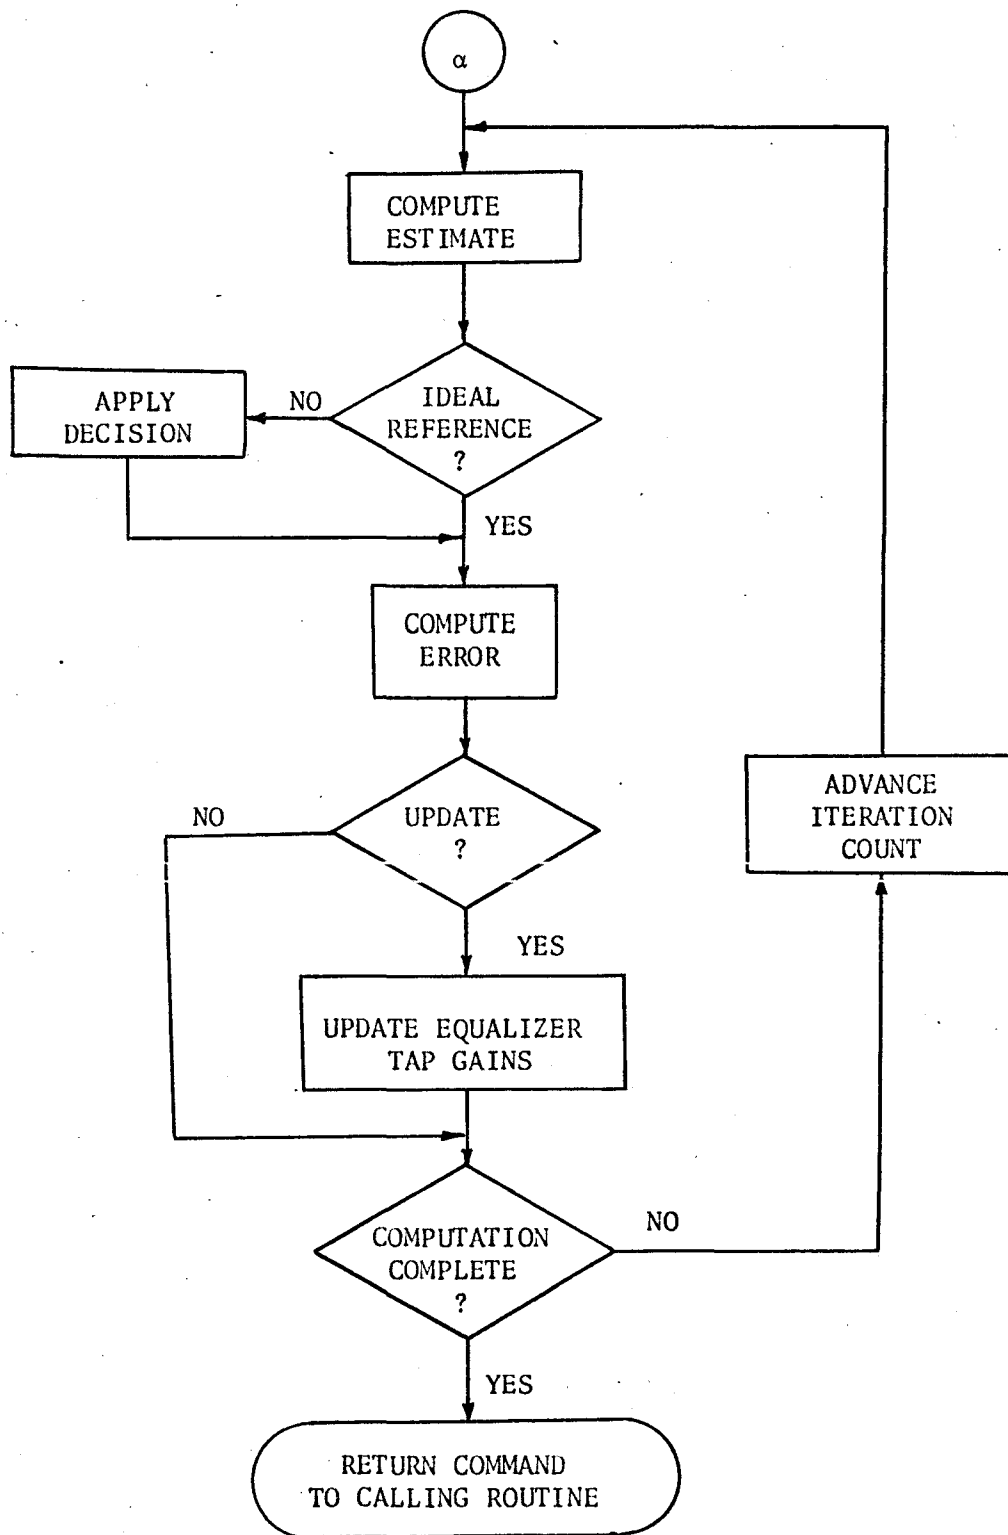 α
COMPUTE
ESTIMATE
IDEAL
REFERENCE
?
NO
APPLY
DECISION
YES
COMPUTE
ERROR
UPDATE
?
NO
YES
UPDATE EQUALIZER
TAP GAINS
COMPUTATION
COMPLETE
?
NO
ADVANCE
ITERATION
COUNT
YES
RETURN COMMAND
TO CALLING ROUTINE